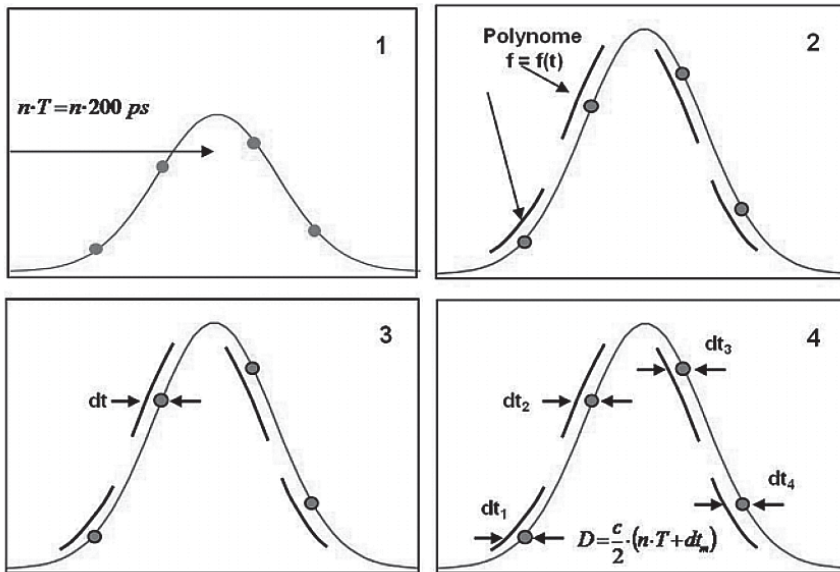 1
n·T=n·200 ps
2
Polynome
f = f(t)
3
dt
4
dt₃
dt₂
dt₄
dt₁
D=c/2·(n·T+dtₘ)